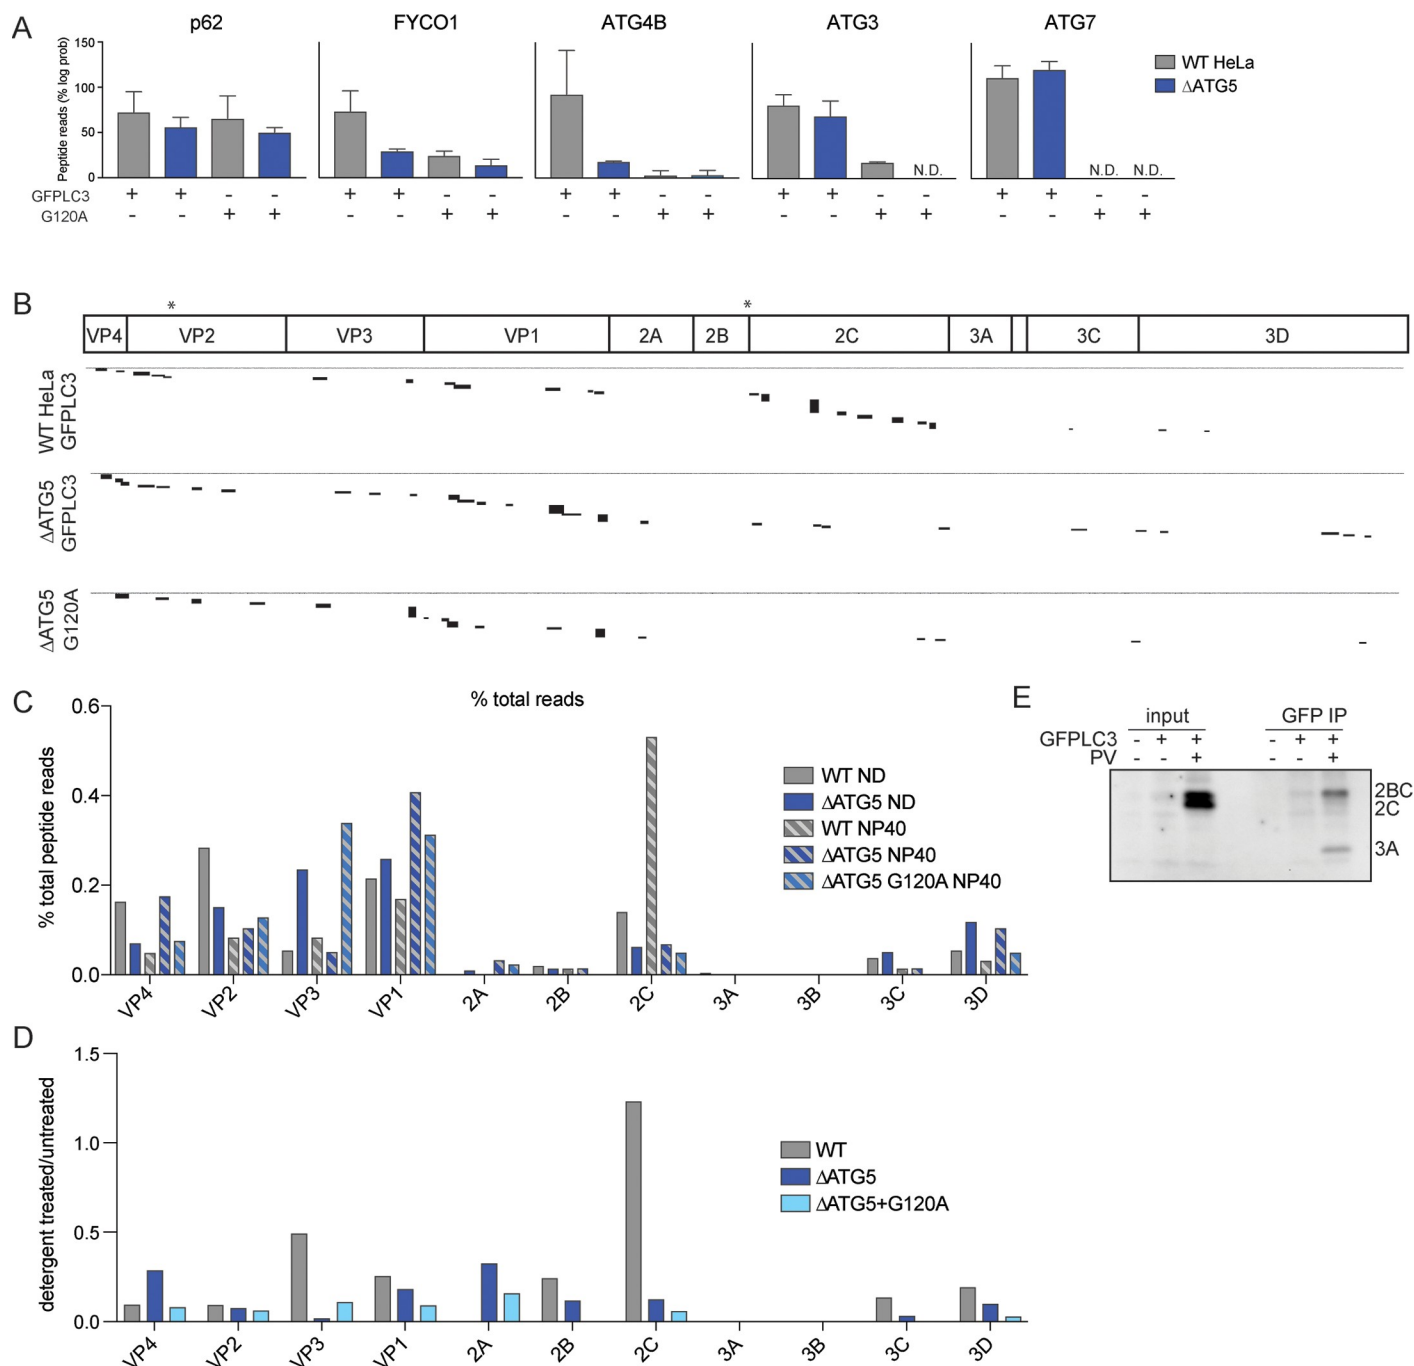 A
p62 FYCO1 ATG4B ATG3 ATG7
Peptide reads (% log prob)
150
100
50
0
WT HeLa
ΔATG5
N.D. N.D. N.D.
GFPLC3 + + - - + + - - + + - - + + - - + + - -
G120A - - + + - - + + - - + + - - + + - - + +
B
* *
VP4 VP2 VP3 VP1 2A 2B 2C 3A 3C 3D
WT HeLa
GFPLC3
ΔATG5
GFPLC3
ΔATG5
G120A
C
% total reads
% total peptide reads
0.6
0.4
0.2
0.0
WT ND
ΔATG5 ND
WT NP40
ΔATG5 NP40
ΔATG5 G120A NP40
VP4 VP2 VP3 VP1 2A 2B 2C 3A 3B 3C 3D
E
input GFP IP
GFPLC3 - + + - + +
PV - - + - - +
2BC
2C
3A
D
detergent treated/untreated
1.5
1.0
0.5
0.0
WT
ΔATG5
ΔATG5+G120A
VP4 VP2 VP3 VP1 2A 2B 2C 3A 3B 3C 3D